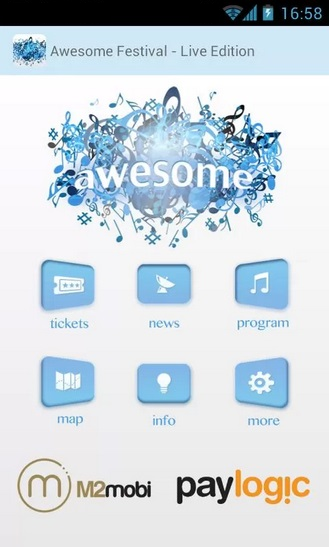 16:58
Awesome Festival - Live Edition
awesome
tickets news program
map info more
m M2mobi paylogic